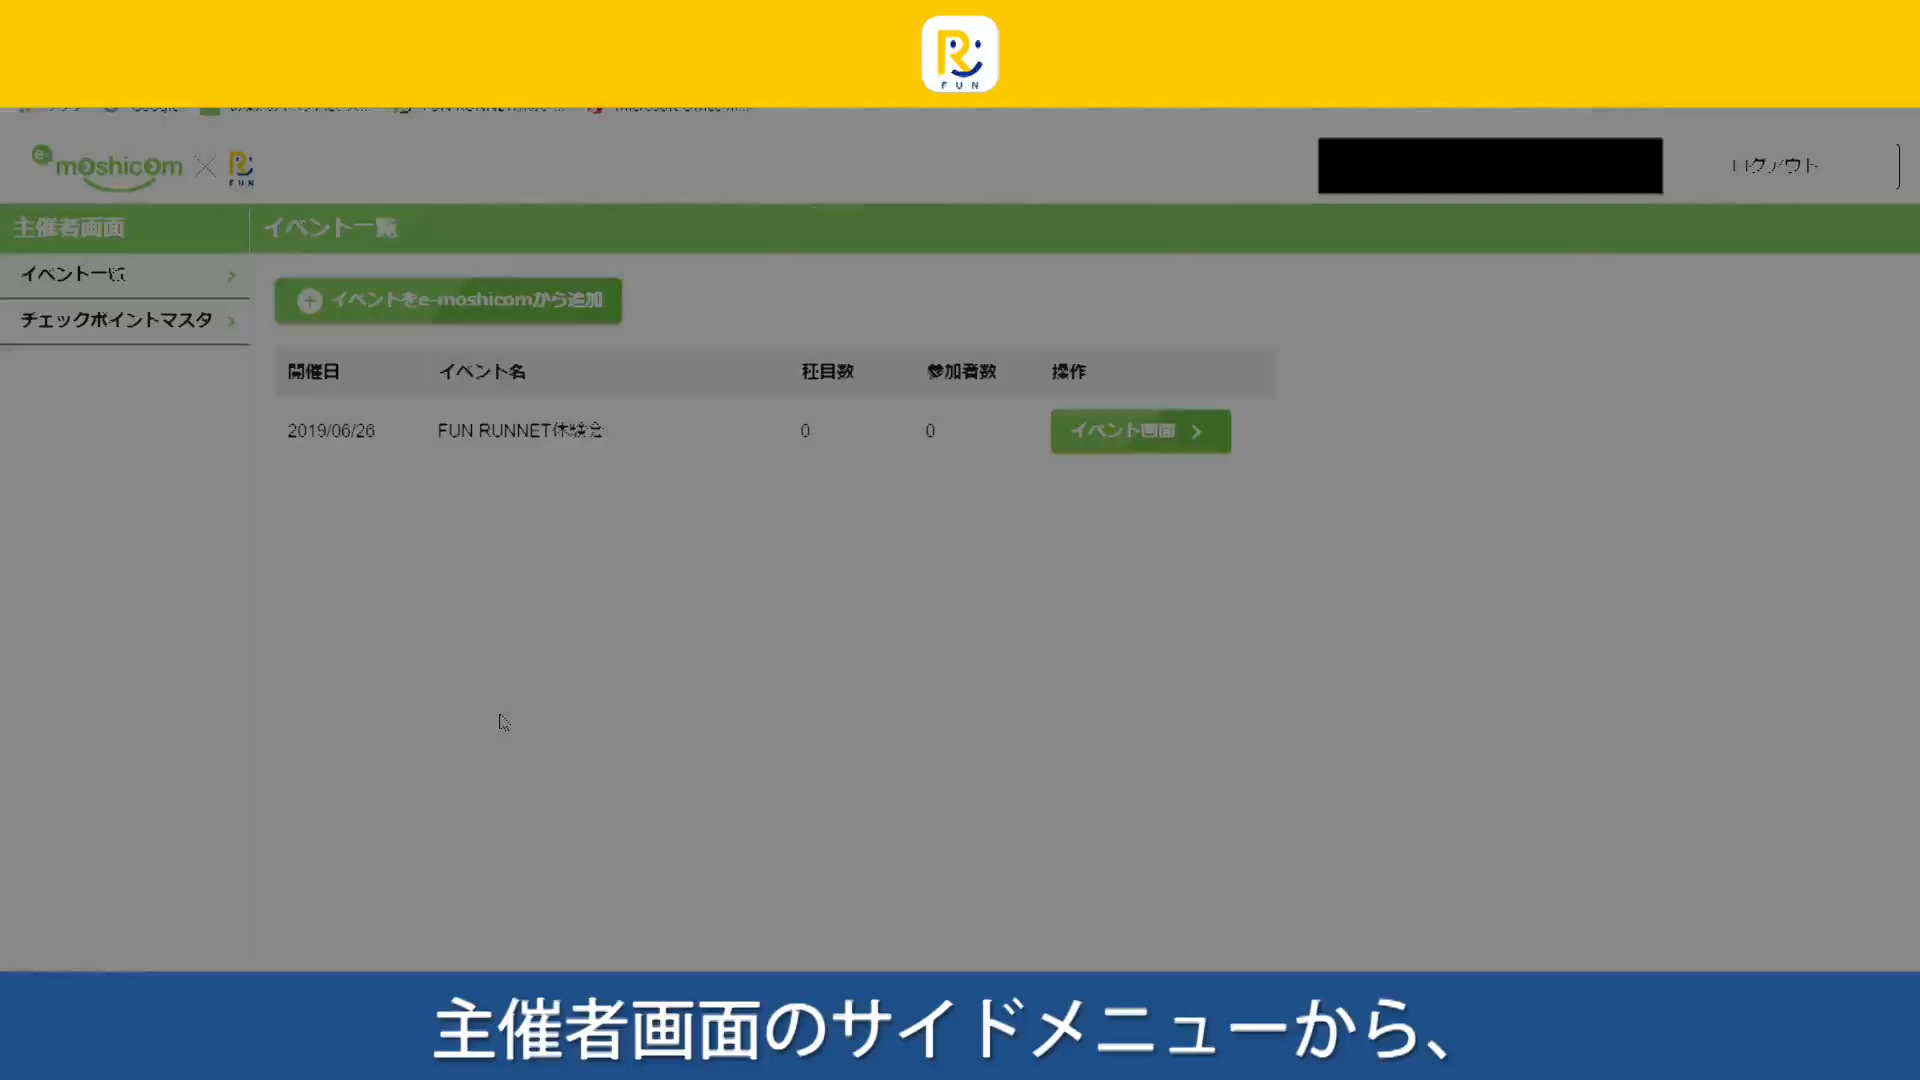 R
FUN
e-moshicom × R FUN
ログアウト
主催者画面
イベント一覧
イベント一覧
チェックポイントマスタ
イベントをe-moshicomから追加
開催日 イベント名 種目数 参加者数 操作
2019/06/26 FUN RUNNET体験会 0 0 イベント画面
主催者画面のサイドメニューから、